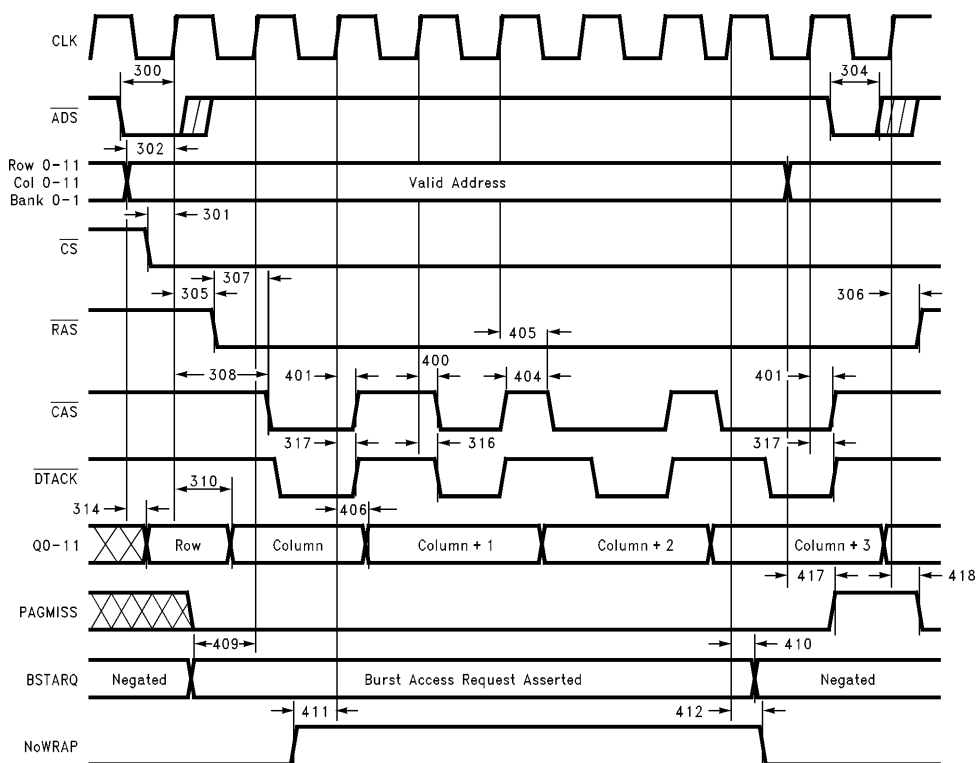 CLK
300
304
ADS
302
Row 0-11
Col 0-11
Bank 0-1
Valid Address
301
CS
307
305
306
RAS
405
400
308
401
404
401
CAS
317
316
317
DTACK
310
314
406
Q0-11
Row
Column
Column + 1
Column + 2
Column + 3
417
418
PAGMISS
409
410
BSTARQ
Negated
Burst Access Request Asserted
Negated
411
412
NoWRAP